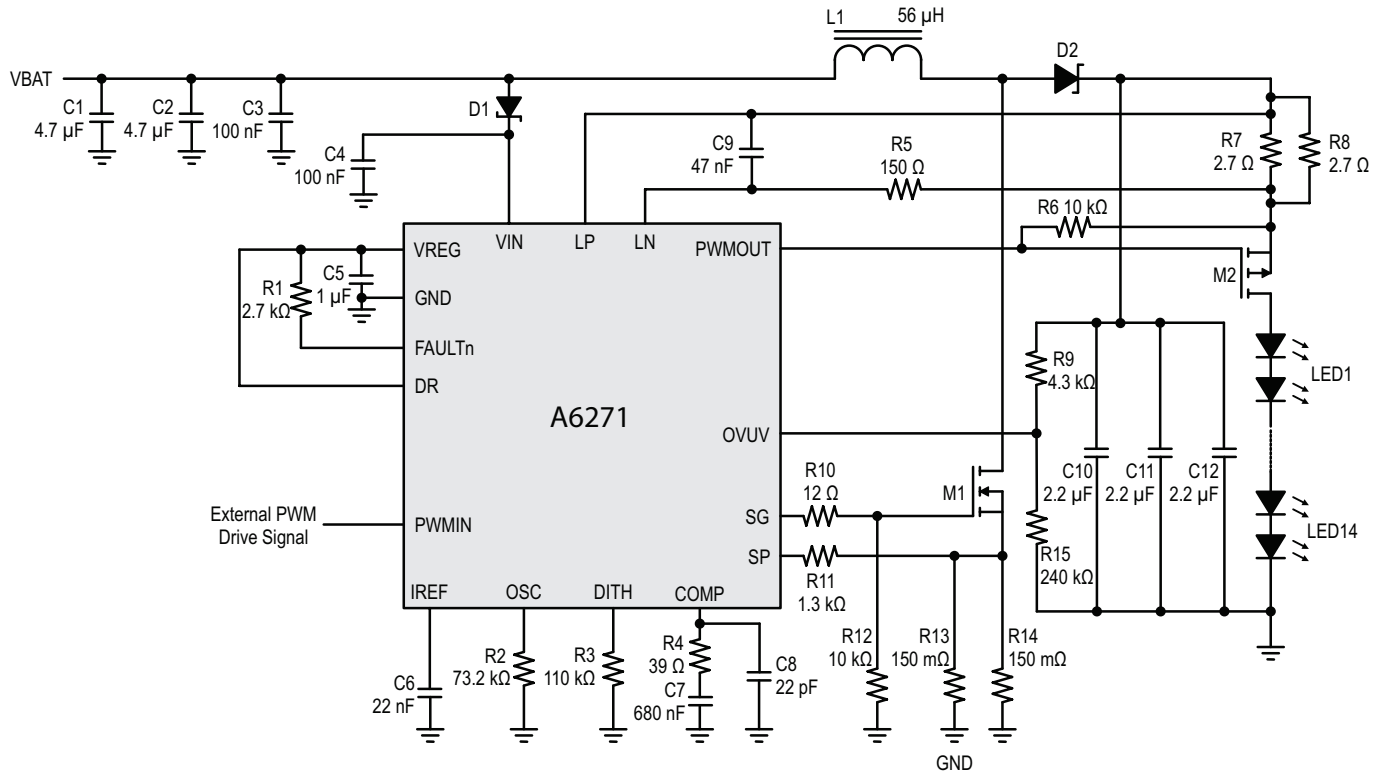 L1
56 µH
D2
VBAT
C1
4.7 µF
C2
4.7 µF
C3
100 nF
D1
C4
100 nF
C9
47 nF
R5
150 Ω
R7
2.7 Ω
R8
2.7 Ω
R6 10 kΩ
VREG
VIN
LP
LN
PWMOUT
M2
C5
1 µF
GND
R1
2.7 kΩ
FAULTn
DR
A6271
R9
4.3 kΩ
LED1
OVUV
C10
2.2 µF
C11
2.2 µF
C12
2.2 µF
R10
12 Ω
M1
External PWM
Drive Signal
PWMIN
SG
LED14
SP
R11
1.3 kΩ
R15
240 kΩ
IREF
OSC
DITH
COMP
R2
73.2 kΩ
R3
110 kΩ
R4
39 Ω
C8
22 pF
R12
10 kΩ
R13
150 mΩ
R14
150 mΩ
C6
22 nF
C7
680 nF
GND